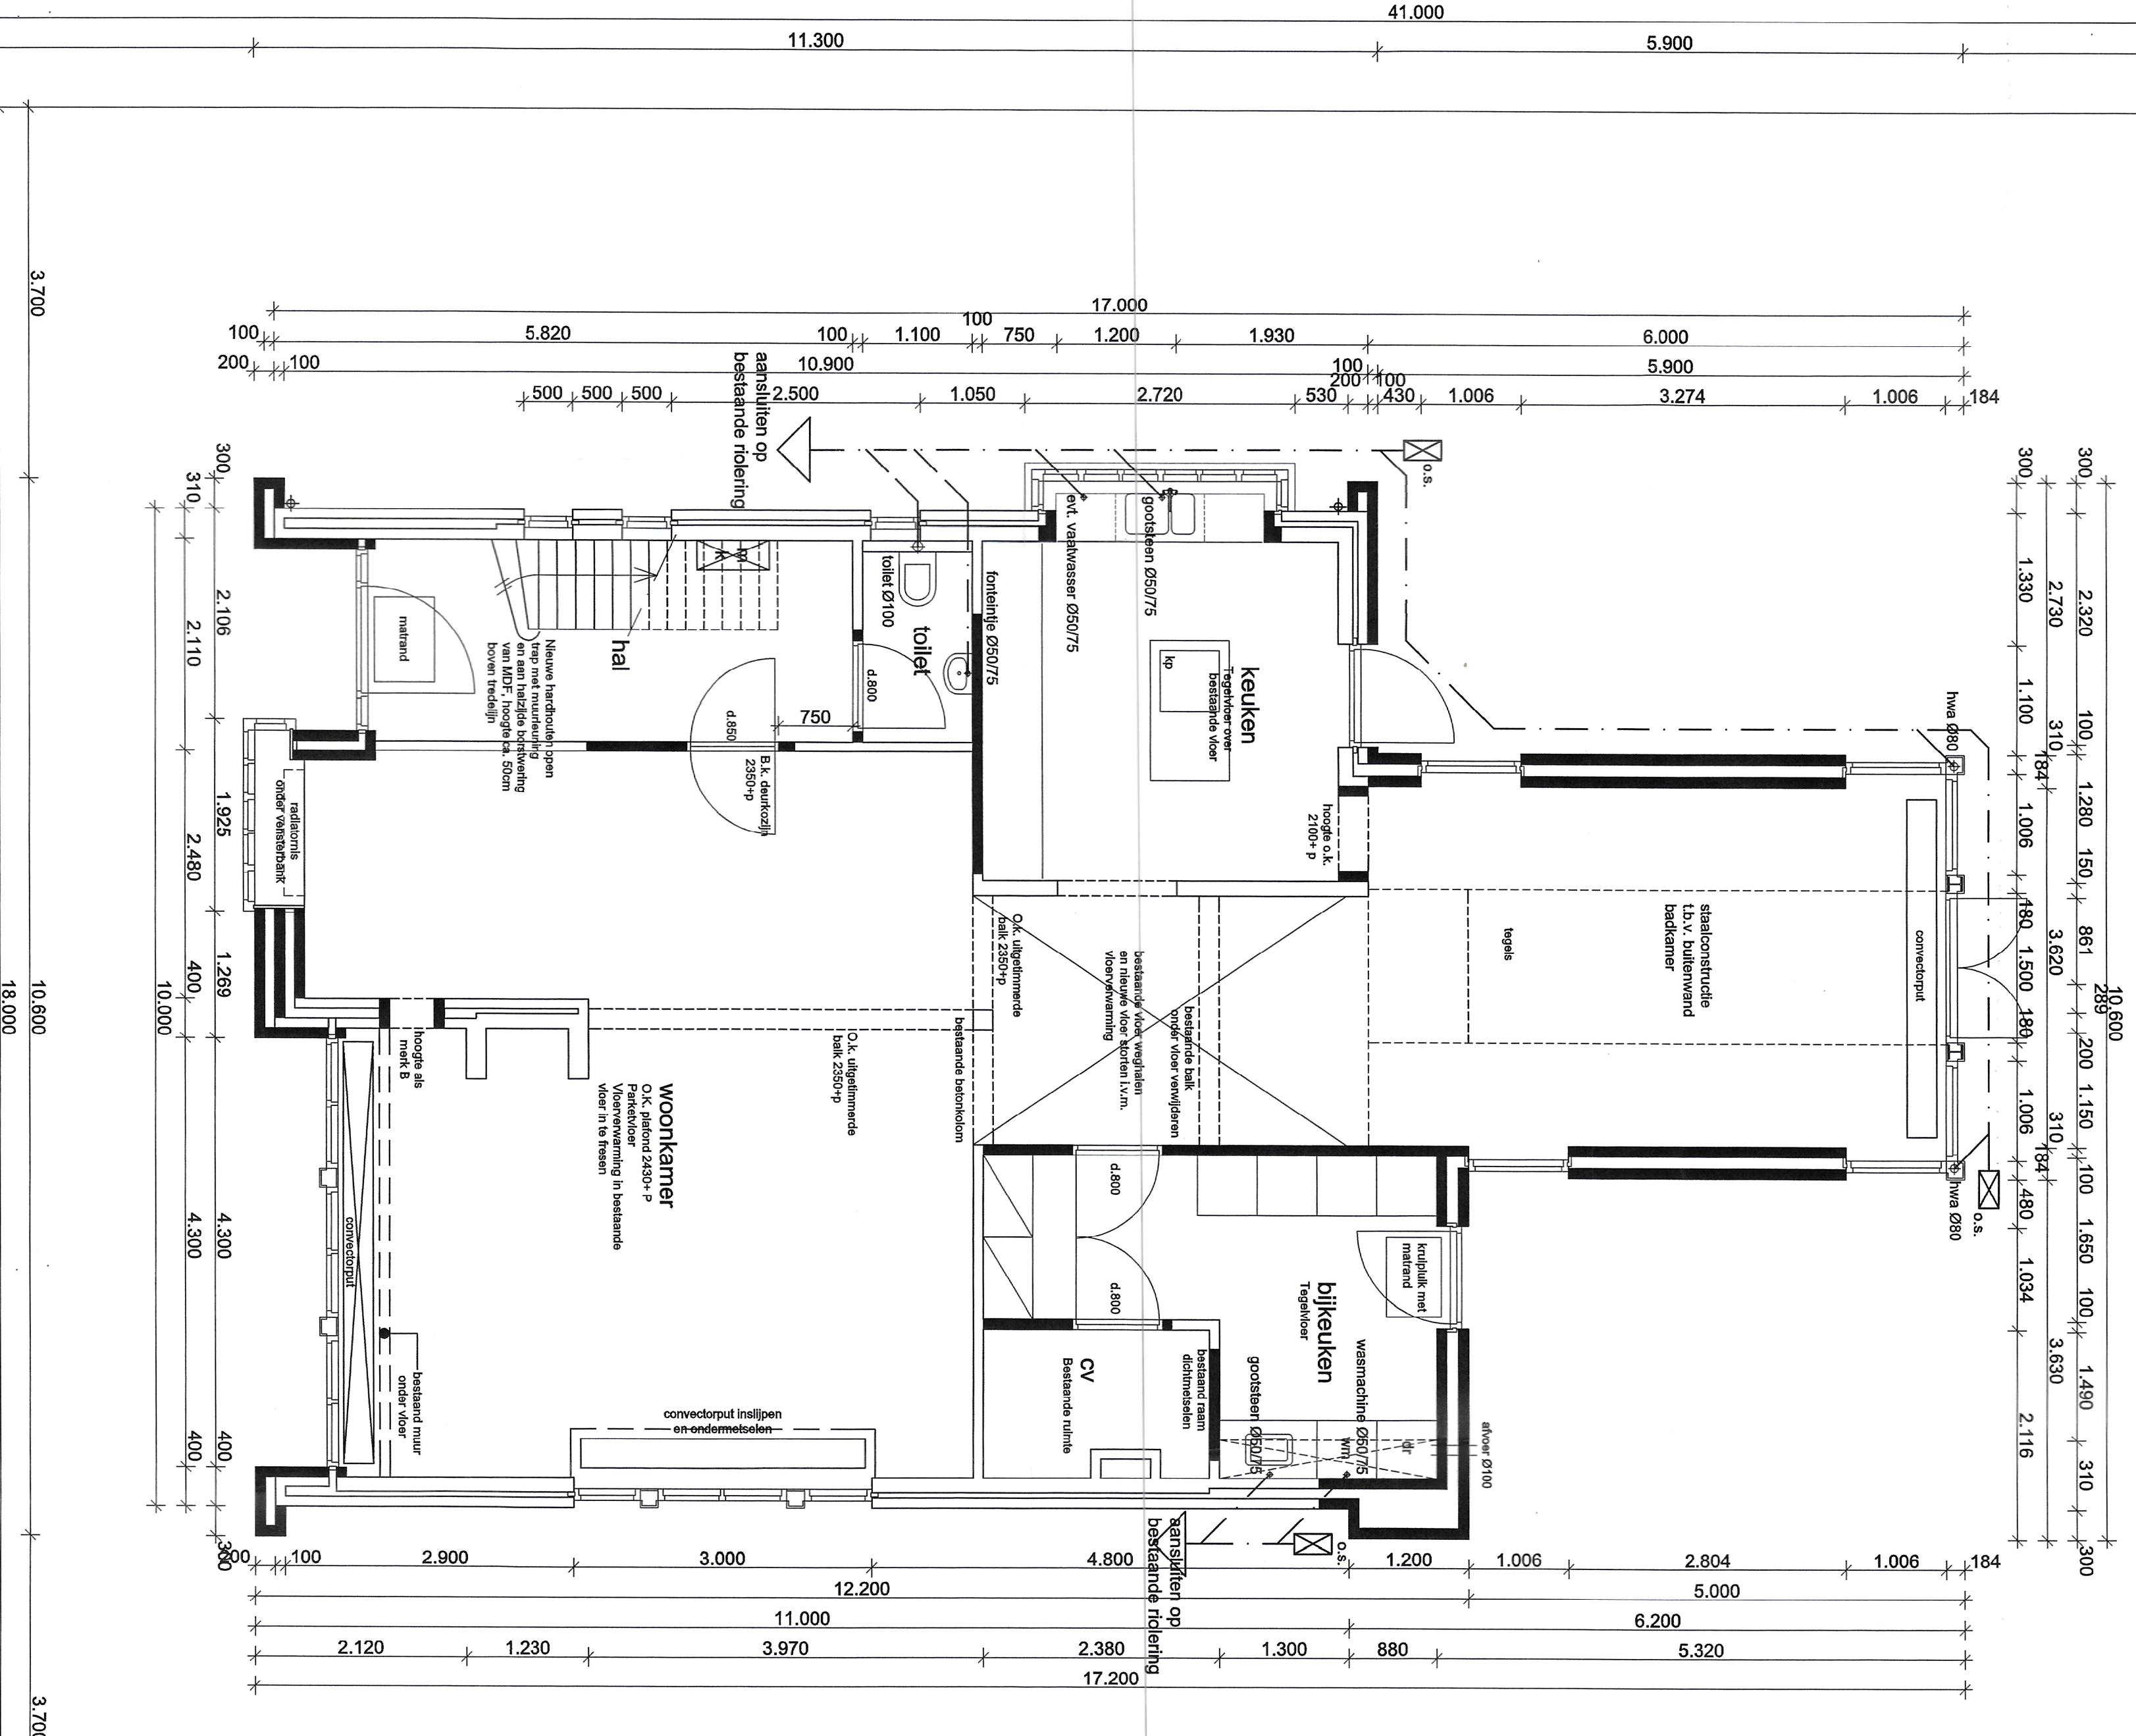 41.000
11.300
5.900
3.700
17.000
100
100
5.820
100
1.100
750
1.200
1.930
6.000
200
100
10.900
100
5.900
200
100
500
500
500
2.500
1.050
2.720
530
430
1.006
3.274
1.006
184
aansluiten op
bestaande riolering
o.s.
300
310
2.106
2.110
1.925
2.480
1.269
400
4.300
4.300
400
400
300
10.000
10.600
18.000
3.700
300
1.330
1.100
1.006
180
1.500
180
1.006
480
1.034
2.116
2.730
310
184
3.620
310
184
3.630
300
2.320
100
1.280
150
861
289
200
1.150
100
1.650
100
1.490
310
300
10.600
matrand
hal
Nieuwe hardhouten open
trap met muurleuning
en aan halzijde borstwering
van MDF, hoogte ca. 50cm
boven tredelijn
mk
toilet Ø100
toilet
d.800
750
d.850
B.k. deurkozijn
2350+p
fonteintje Ø50/75
evt. vaatwasser Ø50/75
gootsteen Ø50/75
kp
keuken
Tegelvloer over
bestaande vloer
hoogte o.k.
2100+ p
hwa Ø80
radiatornis
onder vensterbank
O.k. uitgetimmerde
balk 2350+p
bestaande vloer weghalen
en nieuwe vloer storten i.v.m.
vloerverwarming
bestaande balk
onder vloer verwijderen
tegels
staalconstructie
t.b.v. buitenwand
badkamer
convectorput
hoogte als
merk B
O.k. uitgetimmerde
balk 2350+p
bestaande betonkolom
woonkamer
O.K. plafond 2430+ P
Parketvloer
Vloerverwarming in bestaande
vloer in te fresen
convectorput
bestaand muur
onder vloer
convectorput inslijpen
en ondermetselen
d.800
d.800
CV
Bestaande ruimte
bestaand raam
dichtmetselen
bijkeuken
Tegelvloer
kruipluik met
matrand
gootsteen Ø50/75
wasmachine Ø50/75
wm
dr
afvoer Ø100
hwa Ø80
o.s.
aansluiten op
bestaande riolering
o.s.
200
100
2.900
3.000
4.800
1.200
1.006
2.804
1.006
184
12.200
5.000
11.000
6.200
2.120
1.230
3.970
2.380
1.300
880
5.320
17.200